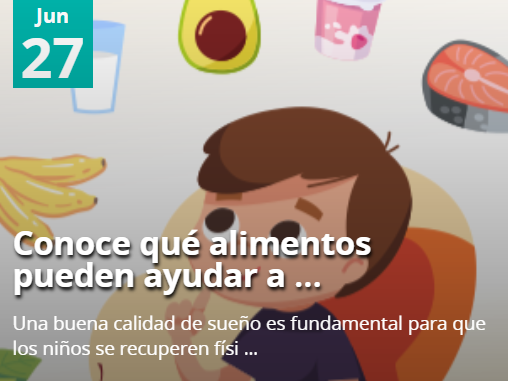 Jun
27
Conoce qué alimentos
pueden ayudar a ...
Una buena calidad de sueño es fundamental para que
los niños se recuperen físi ...